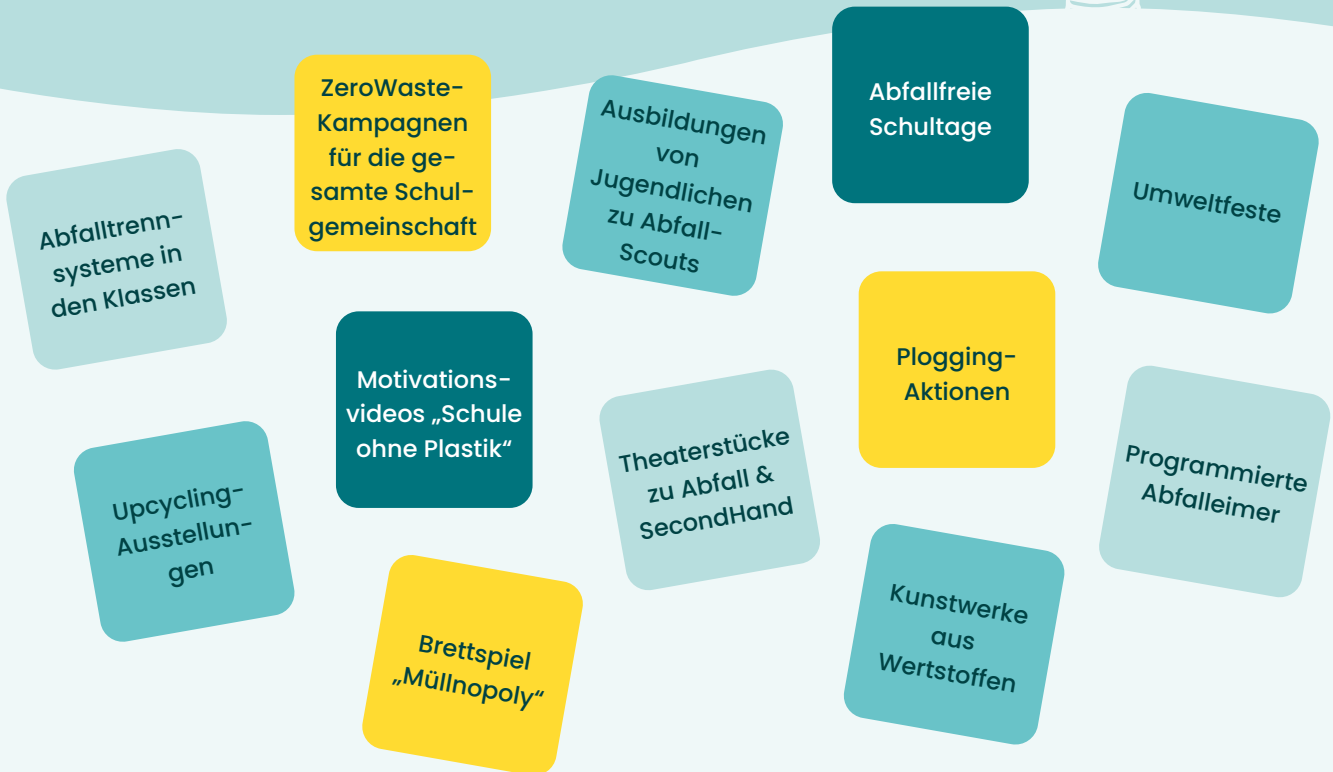 ZeroWaste-
Kampagnen
für die ge-
samte Schul-
gemeinschaft
Ausbildungen
von
Jugendlichen
zu Abfall-
Scouts
Abfallfreie
Schultage
Umweltfeste
Abfalltrenn-
systeme in
den Klassen
Motivations-
videos „Schule
ohne Plastik“
Plogging-
Aktionen
Theaterstücke
zu Abfall &
SecondHand
Programmierte
Abfalleimer
Upcycling-
Ausstellun-
gen
Brettspiel
„Müllnopoly“
Kunstwerke
aus
Wertstoffen